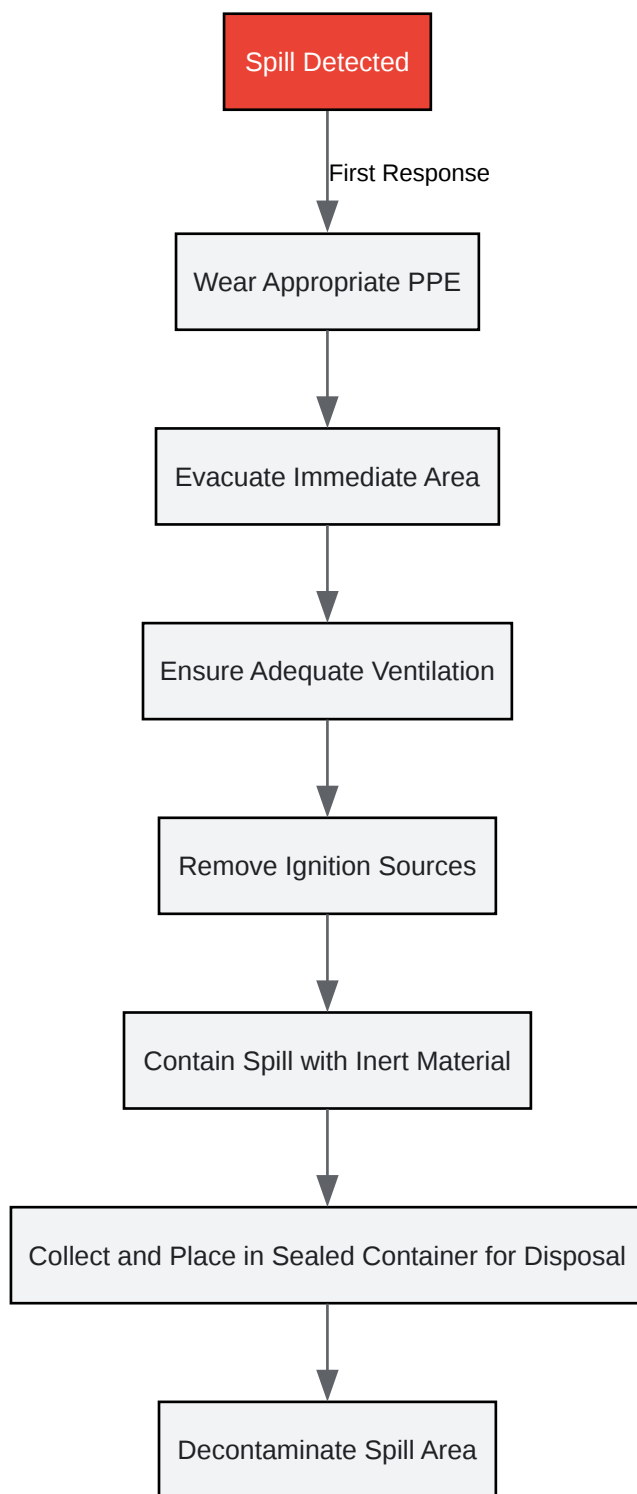 Spill Detected
First Response
Wear Appropriate PPE
Evacuate Immediate Area
Ensure Adequate Ventilation
Remove Ignition Sources
Contain Spill with Inert Material
Collect and Place in Sealed Container for Disposal
Decontaminate Spill Area